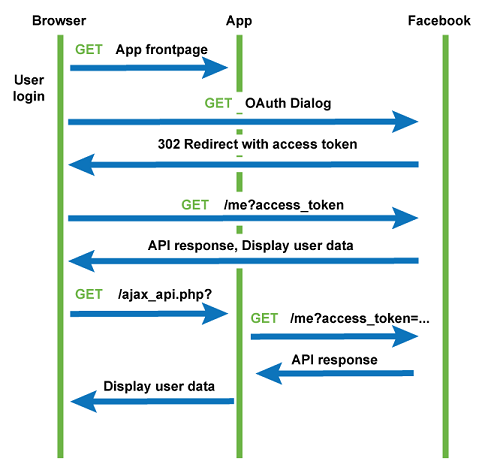 Browser App Facebook
GET App frontpage
User
login
GET OAuth Dialog
302 Redirect with access token
GET /me?access_token
API response, Display user data
GET /ajax_api.php?
GET /me?access_token=...
API response
Display user data